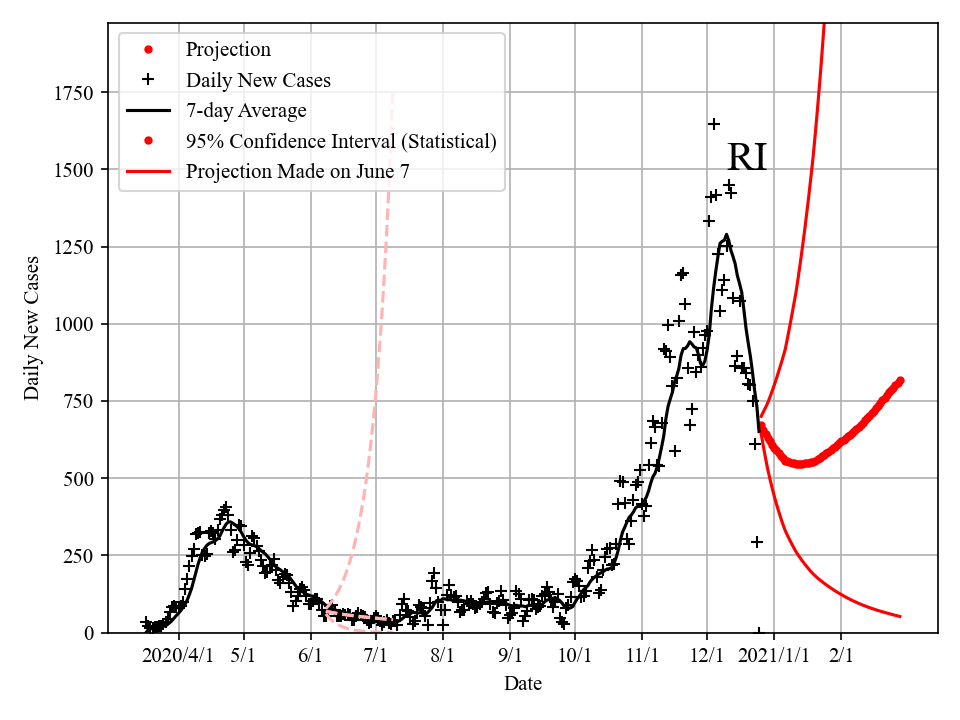 Projection
Daily New Cases
7-day Average
95% Confidence Interval (Statistical)
Projection Made on June 7
RI
Daily New Cases
1750
1500
1250
1000
750
500
250
0
2020/4/1 5/1 6/1 7/1 8/1 9/1 10/1 11/1 12/1 2021/1/1 2/1
Date